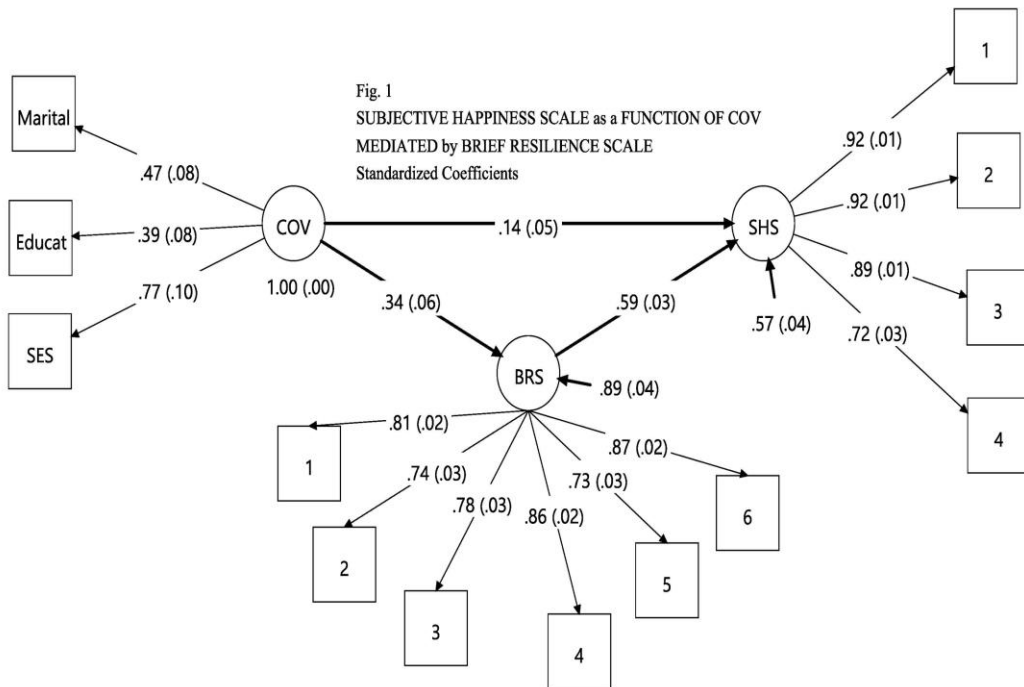 Fig. 1
SUBJECTIVE HAPPINESS SCALE as a FUNCTION OF COV
MEDIATED by BRIEF RESILIENCE SCALE
Standardized Coefficients
Marital
Educat
SES
.47 (.08)
.39 (.08)
.77 (.10)
COV
1.00 (.00)
.14 (.05)
.34 (.06)
.59 (.03)
SHS
.57 (.04)
.92 (.01)
.92 (.01)
.89 (.01)
.72 (.03)
1
2
3
4
BRS
.89 (.04)
.81 (.02)
.74 (.03)
.78 (.03)
.86 (.02)
.73 (.03)
.87 (.02)
1
2
3
4
5
6